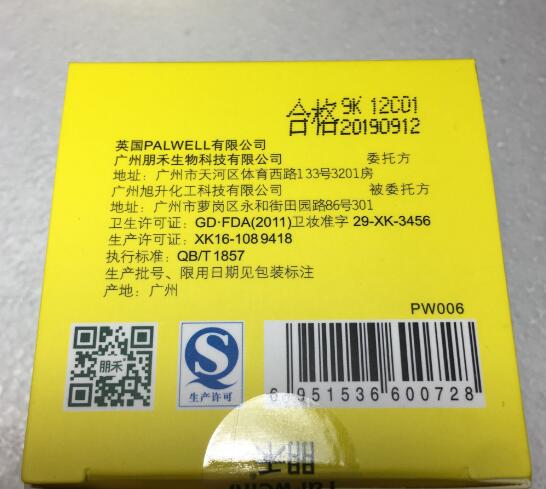 合格 9K 12C01
20190912
英国PALWELL有限公司
广州朋禾生物科技有限公司 委托方
地址：广州市天河区体育西路133号3201房
广州旭升化工科技有限公司 被委托方
地址：广州市萝岗区永和街田园路86号301
卫生许可证：GD·FDA(2011)卫妆准字 29-XK-3456
生产许可证：XK16-108 9418
执行标准：QB/T 1857
生产批号、限用日期见包装标注
产地：广州
PW006
朋禾
生产许可
6 951536 600728